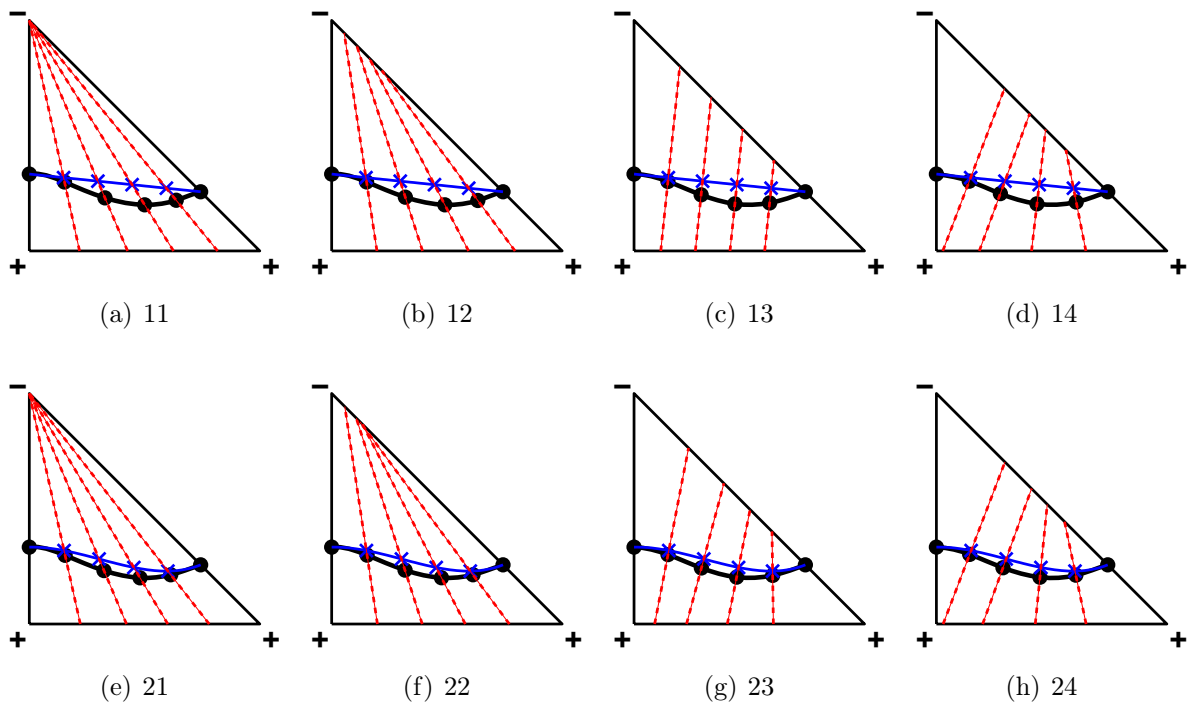 −
−
−
−
+ +
+ +
+ +
+ +
(a) 11
(b) 12
(c) 13
(d) 14
−
−
−
−
+ +
+ +
+ +
+ +
(e) 21
(f) 22
(g) 23
(h) 24